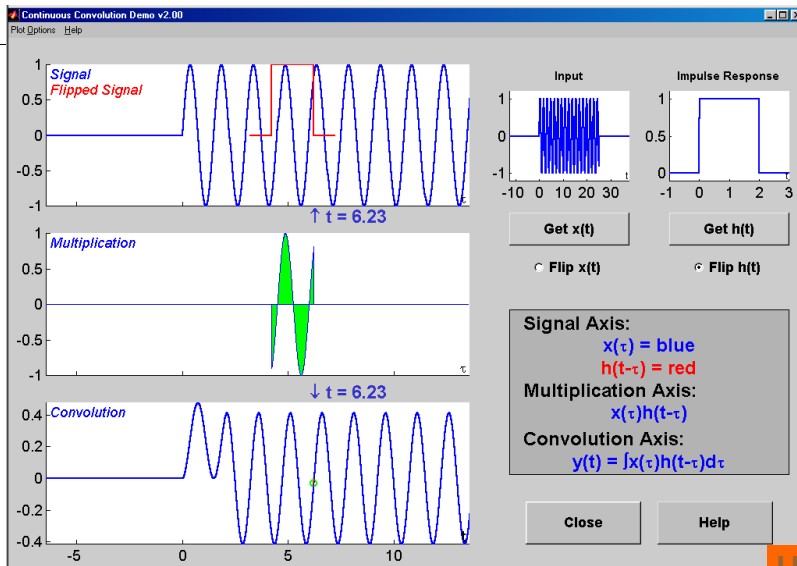 Continuous Convolution Demo v2.00
Plot Options Help
Signal
Flipped Signal
1
0.5
0
-0.5
-1
τ
↑ t = 6.23
Multiplication
1
0.5
0
-0.5
-1
τ
↓ t = 6.23
Convolution
0.4
0.2
0
-0.2
-0.4
t
-5 0 5 10
Input
1
0
-1
t
-10 0 10 20 30
Get x(t)
Flip x(t)
Impulse Response
1
0.5
0
t
-1 0 1 2 3
Get h(t)
Flip h(t)
Signal Axis:
x(τ) = blue
h(t-τ) = red
Multiplication Axis:
x(τ)h(t-τ)
Convolution Axis:
y(t) = ∫x(τ)h(t-τ)dτ
Close Help